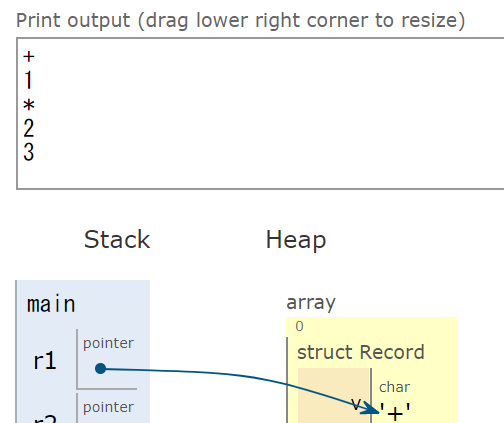 Print output (drag lower right corner to resize)
+
1
*
2
3
Stack
Heap
main
array
0
pointer
struct Record
r1
char
v
'+'
pointer